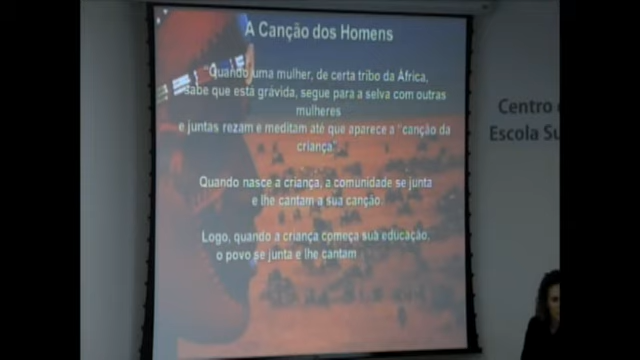 A Canção dos Homens
"Quando uma mulher, de certa tribo da África,
sabe que está grávida, segue para a selva com outras
mulheres
e juntas rezam e meditam até que aparece a "canção da
criança".
Quando nasce a criança, a comunidade se junta
e lhe cantam a sua canção
Logo, quando a criança começa sua educação,
o povo se junta e lhe cantam
Centro
Escola